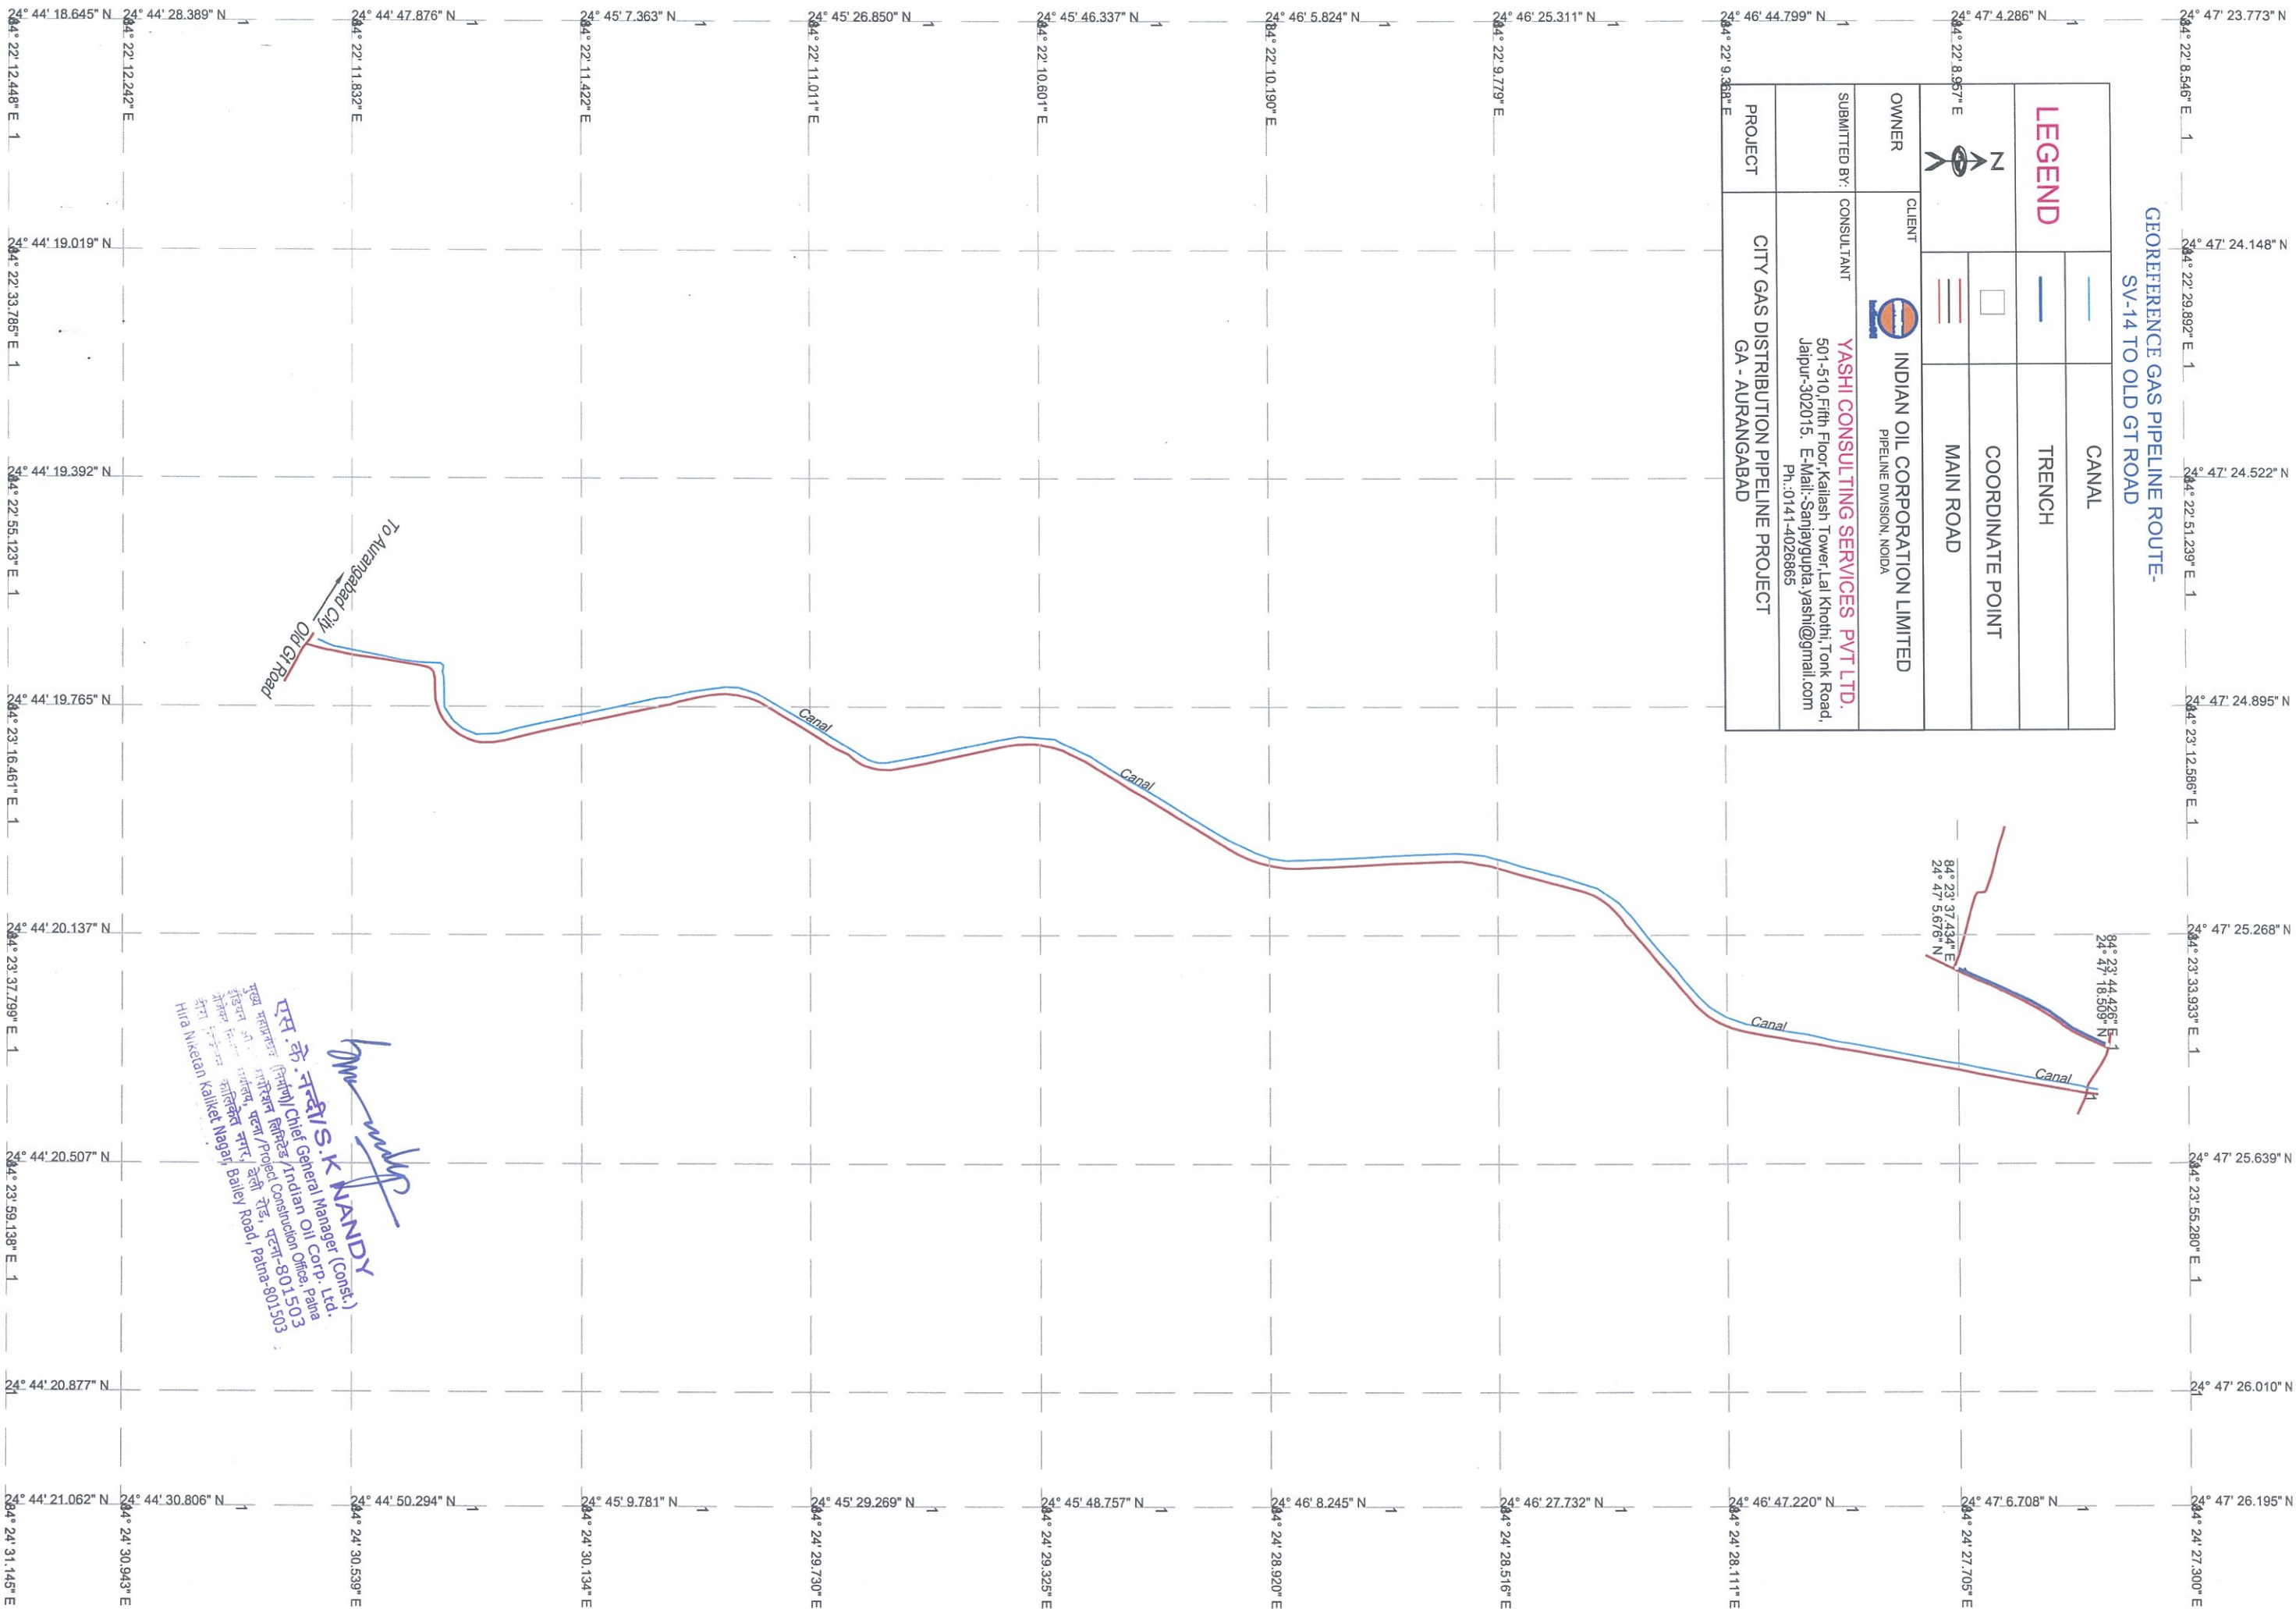 GEOREFERENCE GAS PIPELINE ROUTE-
SV-14 TO OLD GT ROAD
LEGEND
CANAL
TRENCH
COORDINATE POINT
MAIN ROAD
N
OWNER
CLIENT
IndianOil
INDIAN OIL CORPORATION LIMITED
PIPELINE DIVISION, NOIDA
SUBMITTED BY:
CONSULTANT
YASHI CONSULTING SERVICES PVT LTD.
501-510,Fifth Floor,Kailash Tower,Lal Khothi,Tonk Road,
Jaipur-302015. E-Mail:-Sanjaygupta.yashi@gmail.com
Ph.:0141-4026865
PROJECT
CITY GAS DISTRIBUTION PIPELINE PROJECT
GA - AURANGABAD
24° 44' 18.645" N
24° 44' 28.389" N
24° 44' 47.876" N
24° 45' 7.363" N
24° 45' 26.850" N
24° 45' 46.337" N
24° 46' 5.824" N
24° 46' 25.311" N
24° 46' 44.799" N
24° 47' 4.286" N
24° 47' 23.773" N
84° 22' 12.448" E
84° 22' 12.242" E
84° 22' 11.832" E
84° 22' 11.422" E
84° 22' 11.011" E
84° 22' 10.601" E
84° 22' 10.190" E
84° 22' 9.779" E
84° 22' 9.368" E
84° 22' 8.957" E
84° 22' 8.546" E
24° 44' 19.019" N
24° 47' 24.148" N
84° 22' 33.785" E
84° 22' 29.892" E
24° 44' 19.392" N
24° 47' 24.522" N
84° 22' 55.123" E
84° 22' 51.239" E
24° 44' 19.765" N
24° 47' 24.895" N
84° 23' 16.461" E
84° 23' 12.586" E
24° 44' 20.137" N
24° 47' 25.268" N
84° 23' 37.799" E
84° 23' 33.933" E
24° 44' 20.507" N
24° 47' 25.639" N
84° 23' 59.138" E
84° 23' 55.280" E
24° 44' 20.877" N
24° 47' 26.010" N
To Aurangabad City
Old Gt Road
Canal
Canal
Canal
Canal
84° 23' 37.434" E
24° 47' 5.676" N
84° 23' 44.426" E
24° 47' 18.509" N
एस. के. नन्दी/S.K NANDY
मुख्य महाप्रबंधक (निर्माण)/Chief General Manager (Const.)
इंडियन लिमिटेड/Indian Oil Corp. Ltd.
पटना/Project Construction Office, Patna
कालिकेत नगर, बेली रोड, पटना-801503
Hira Niketan Kaliket Nagar, Bailey Road, Patna-801503
24° 44' 21.062" N
24° 44' 30.806" N
24° 44' 50.294" N
24° 45' 9.781" N
24° 45' 29.269" N
24° 45' 48.757" N
24° 46' 8.245" N
24° 46' 27.732" N
24° 46' 47.220" N
24° 47' 6.708" N
24° 47' 26.195" N
84° 24' 31.145" E
84° 24' 30.943" E
84° 24' 30.539" E
84° 24' 30.134" E
84° 24' 29.730" E
84° 24' 29.325" E
84° 24' 28.920" E
84° 24' 28.516" E
84° 24' 28.111" E
84° 24' 27.705" E
84° 24' 27.300" E